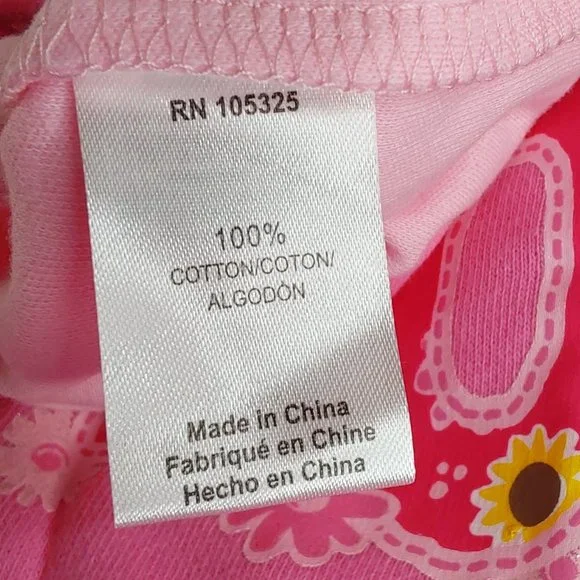 RN 105325
100%
COTTON/COTON/
ALGODÓN
Made in China
Fabriqué en Chine
Hecho en China